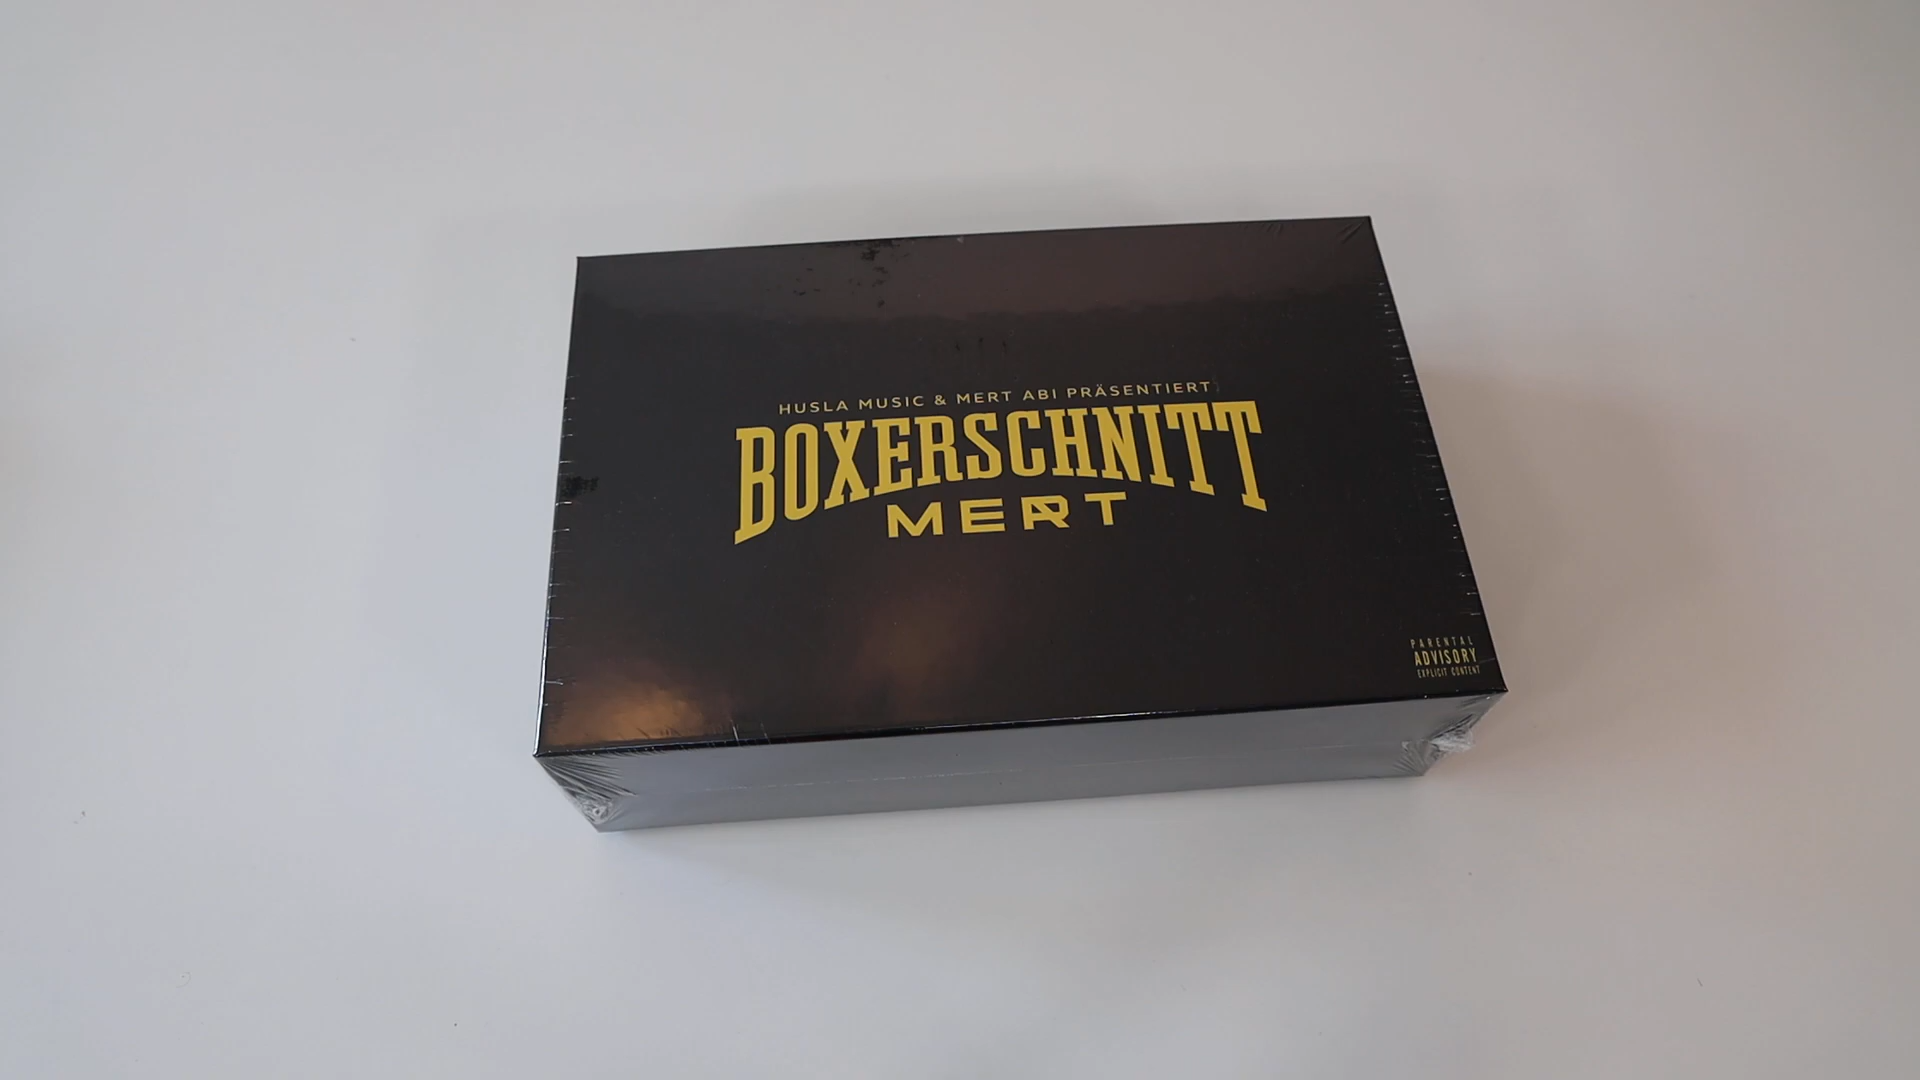 HUSLA MUSIC & MERT ABI PRÄSENTIERT
BOXERSCHNITT
MERT
PARENTAL
ADVISORY
EXPLICIT CONTENT